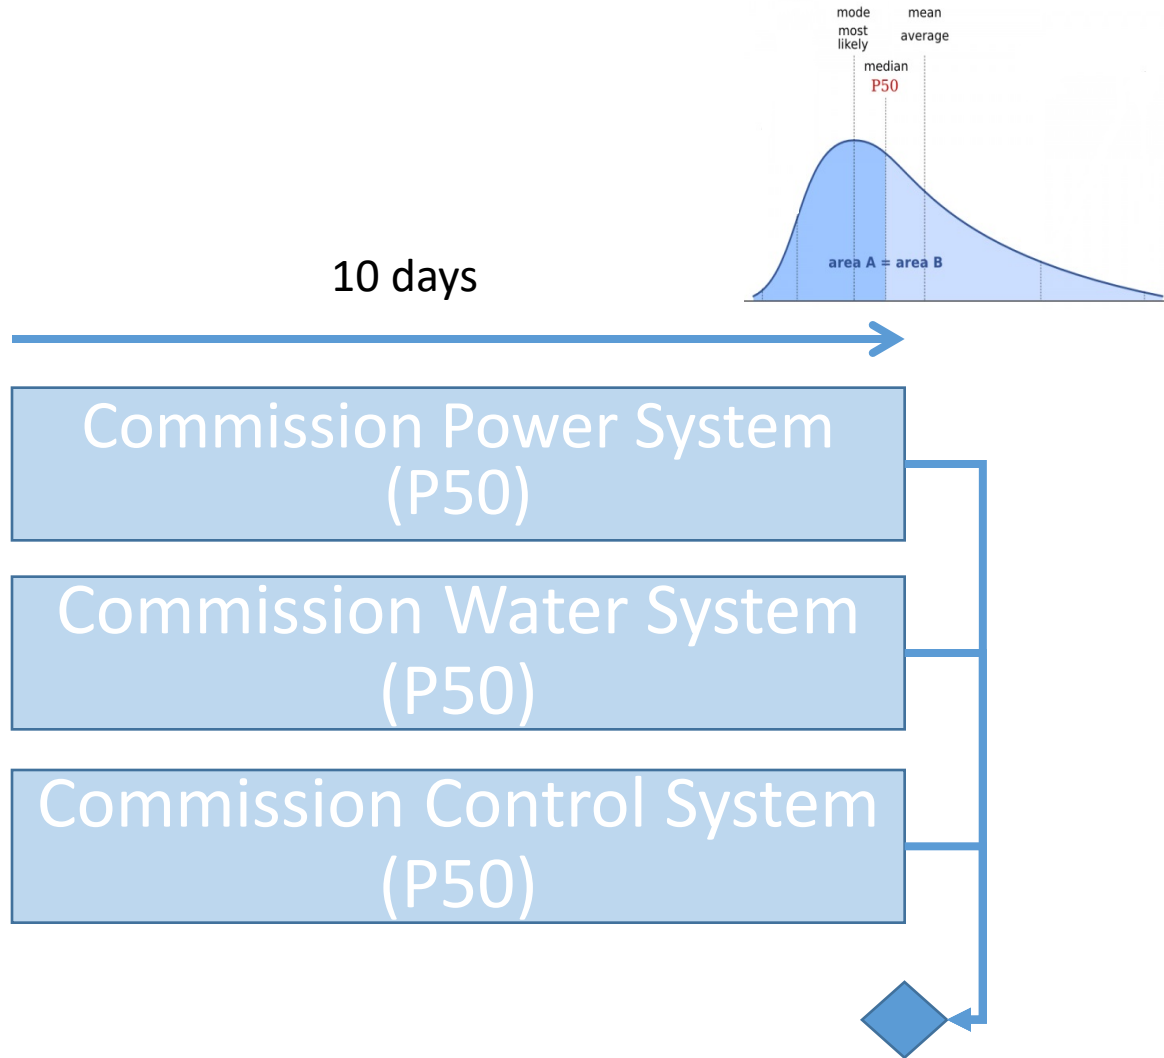 mode
most
likely
mean
average
median
P50
area A = area B
10 days
Commission Power System
(P50)
Commission Water System
(P50)
Commission Control System
(P50)